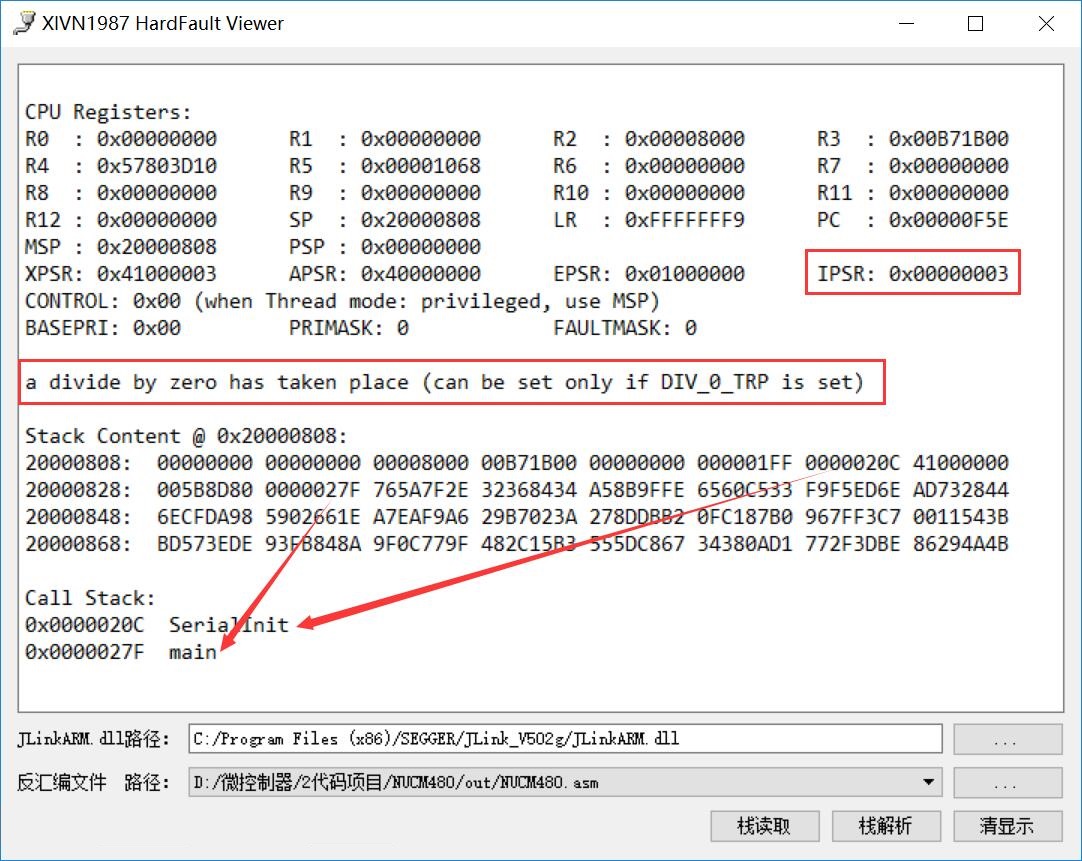 XIVN1987 HardFault Viewer
CPU Registers:
R0  : 0x00000000      R1  : 0x00000000      R2  : 0x00008000      R3  : 0x00B71B00
R4  : 0x57803D10      R5  : 0x00001068      R6  : 0x00000000      R7  : 0x00000000
R8  : 0x00000000      R9  : 0x00000000      R10 : 0x00000000      R11 : 0x00000000
R12 : 0x00000000      SP  : 0x20000808      LR  : 0xFFFFFFF9      PC  : 0x00000F5E
MSP : 0x20000808      PSP : 0x00000000
XPSR: 0x41000003      APSR: 0x40000000      EPSR: 0x01000000      IPSR: 0x00000003
CONTROL: 0x00 (when Thread mode: privileged, use MSP)
BASEPRI: 0x00         PRIMASK: 0            FAULTMASK: 0
a divide by zero has taken place (can be set only if DIV_0_TRP is set)
Stack Content @ 0x20000808:
20000808:  00000000 00000000 00008000 00B71B00 00000000 000001FF 0000020C 41000000
20000828:  005B8D80 0000027F 765A7F2E 32368434 A58B9FFE 6560C533 F9F5ED6E AD732844
20000848:  6ECFDA98 5902661E A7EAF9A6 29B7023A 278DDBB2 0FC187B0 967FF3C7 0011543B
20000868:  BD573EDE 93FB848A 9F0C779F 482C15B3 555DC867 34380AD1 772F3DBE 86294A4B
Call Stack:
0x0000020C  SerialInit
0x0000027F  main
JLinkARM.dll路径: C:/Program Files (x86)/SEGGER/JLink_V502g/JLinkARM.dll ...
反汇编文件 路径: D:/微控制器/2代码项目/NUCM480/out/NUCM480.asm ...
栈读取 栈解析 清显示